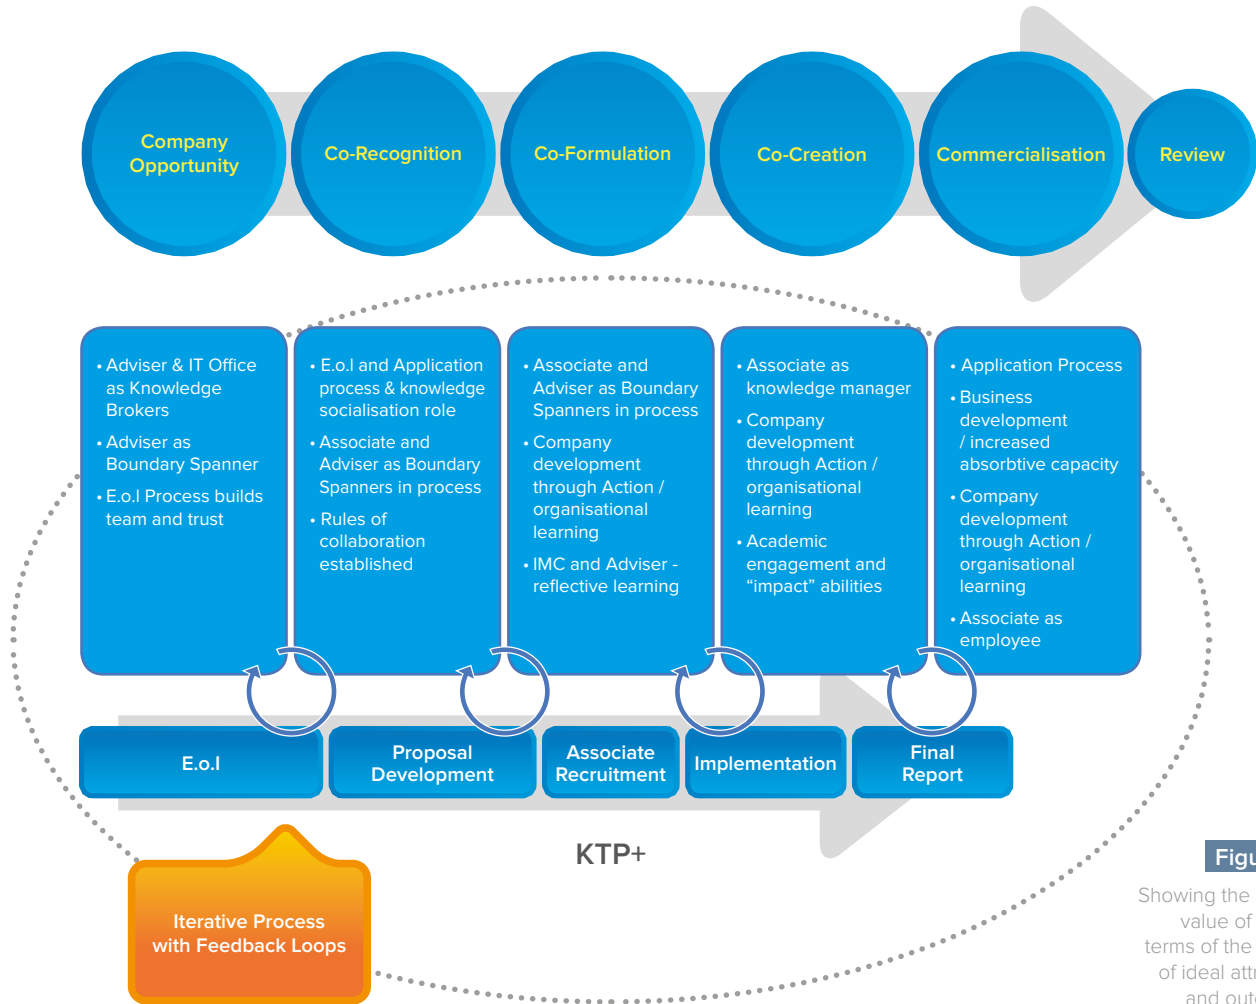 Company
Opportunity
Co-Recognition
Co-Formulation
Co-Creation
Commercialisation
Review
• Adviser & IT Office
as Knowledge
Brokers
• Adviser as
Boundary Spanner
• E.o.I Process builds
team and trust
• E.o.I and Application
process & knowledge
socialisation role
• Associate and
Adviser as Boundary
Spanners in process
• Rules of
collaboration
established
• Associate and
Adviser as Boundary
Spanners in process
• Company
development
through Action /
organisational
learning
• IMC and Adviser -
reflective learning
• Associate as
knowledge manager
• Company
development
through Action /
organisational
learning
• Academic
engagement and
“impact” abilities
• Application Process
• Business
development
/ increased
absorbtive capacity
• Company
development
through Action /
organisational
learning
• Associate as
employee
E.o.I
Proposal
Development
Associate
Recruitment
Implementation
Final
Report
KTP+
Iterative Process
with Feedback Loops
Showing the
value of
terms of the
of ideal
and